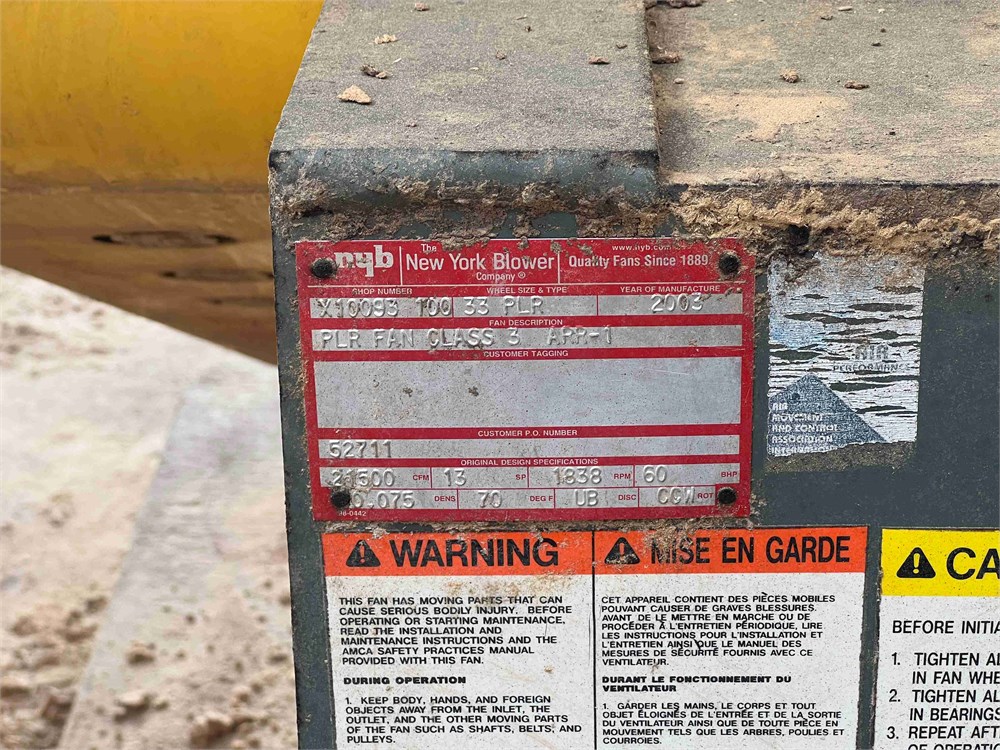 nyb The New York Blower Company ® www.nyb.com Quality Fans Since 1889
SHOP NUMBER WHEEL SIZE & TYPE YEAR OF MANUFACTURE
X10093 100 33 PLR 2003
FAN DESCRIPTION
PLR FAN CLASS 3 ARR-1
CUSTOMER TAGGING
CUSTOMER P.O. NUMBER
52711
ORIGINAL DESIGN SPECIFICATIONS
21500 CFM 13 SP 1838 RPM 60 BHP
0.075 DENS 70 DEG F UB DISC CCW ROT
98-0442
AIR
PERFORMANCE
AIR
MOVEMENT
AND CONTROL
ASSOCIATION
INTERNATIONAL
WARNING
THIS FAN HAS MOVING PARTS THAT CAN
CAUSE SERIOUS BODILY INJURY. BEFORE
OPERATING OR STARTING MAINTENANCE,
READ THE INSTALLATION AND
MAINTENANCE INSTRUCTIONS AND THE
AMCA SAFETY PRACTICES MANUAL
PROVIDED WITH THIS FAN.
DURING OPERATION
1. KEEP BODY, HANDS, AND FOREIGN
OBJECTS AWAY FROM THE INLET, THE
OUTLET, AND THE OTHER MOVING PARTS
OF THE FAN SUCH AS SHAFTS, BELTS, AND
PULLEYS.
MISE EN GARDE
CET APPAREIL CONTIENT DES PIÈCES MOBILES
POUVANT CAUSER DE GRAVES BLESSURES.
AVANT DE LE METTRE EN MARCHE OU DE
PROCÉDER À L'ENTRETIEN PÉRIODIQUE, LIRE
LES INSTRUCTIONS POUR L'INSTALLATION ET
L'ENTRETIEN AINSI QUE LE MANUEL DES
MESURES DE SÉCURITÉ FOURNIS AVEC CE
VENTILATEUR.
DURANT LE FONCTIONNEMENT DU
VENTILATEUR
1. GARDER LES MAINS, LE CORPS ET TOUT
OBJET ÉLOIGNÉS DE L'ENTRÉE ET DE LA SORTIE
DU VENTILATEUR AINSI QUE DE TOUTE PIÈCE EN
MOUVEMENT TELS QUE LES ARBRES, POULIES ET
COURROIES.
CA
BEFORE INITIA
1. TIGHTEN AL
IN FAN WHE
2. TIGHTEN AL
IN BEARINGS
3. REPEAT AFT